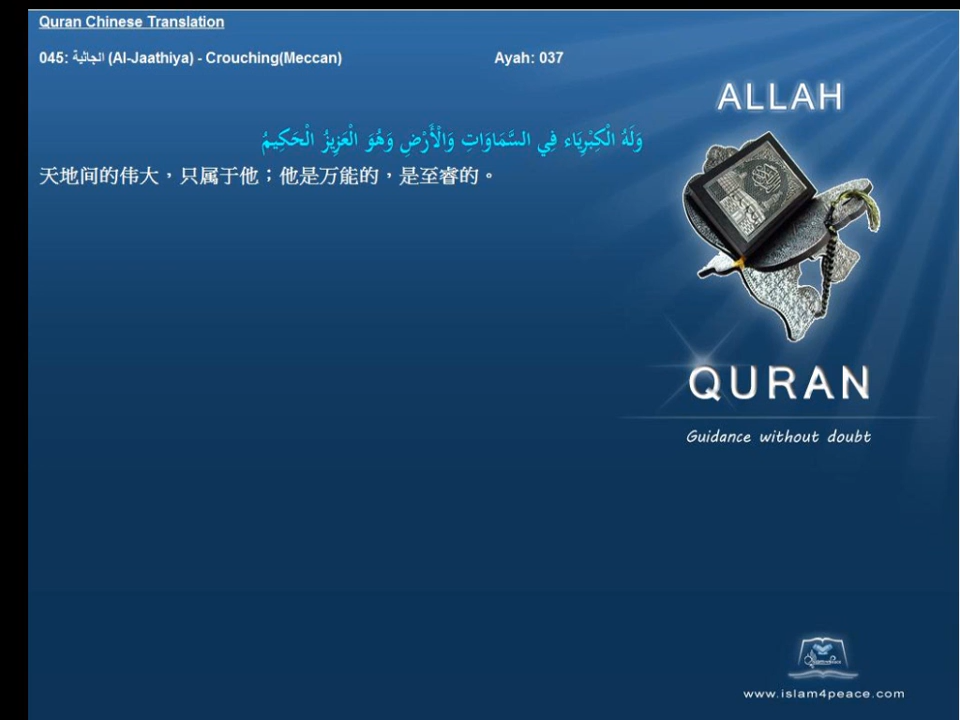 Quran Chinese Translation
045: الجاثية (Al-Jaathiya) - Crouching(Meccan) Ayah: 037
ALLAH
وَلَهُ الْكِبْرِيَاء فِي السَّمَاوَاتِ وَالْأَرْضِ وَهُوَ الْعَزِيزُ الْحَكِيمُ
天地间的伟大，只属于他；他是万能的，是至睿的。
QURAN
Guidance without doubt
www.islam4peace.com